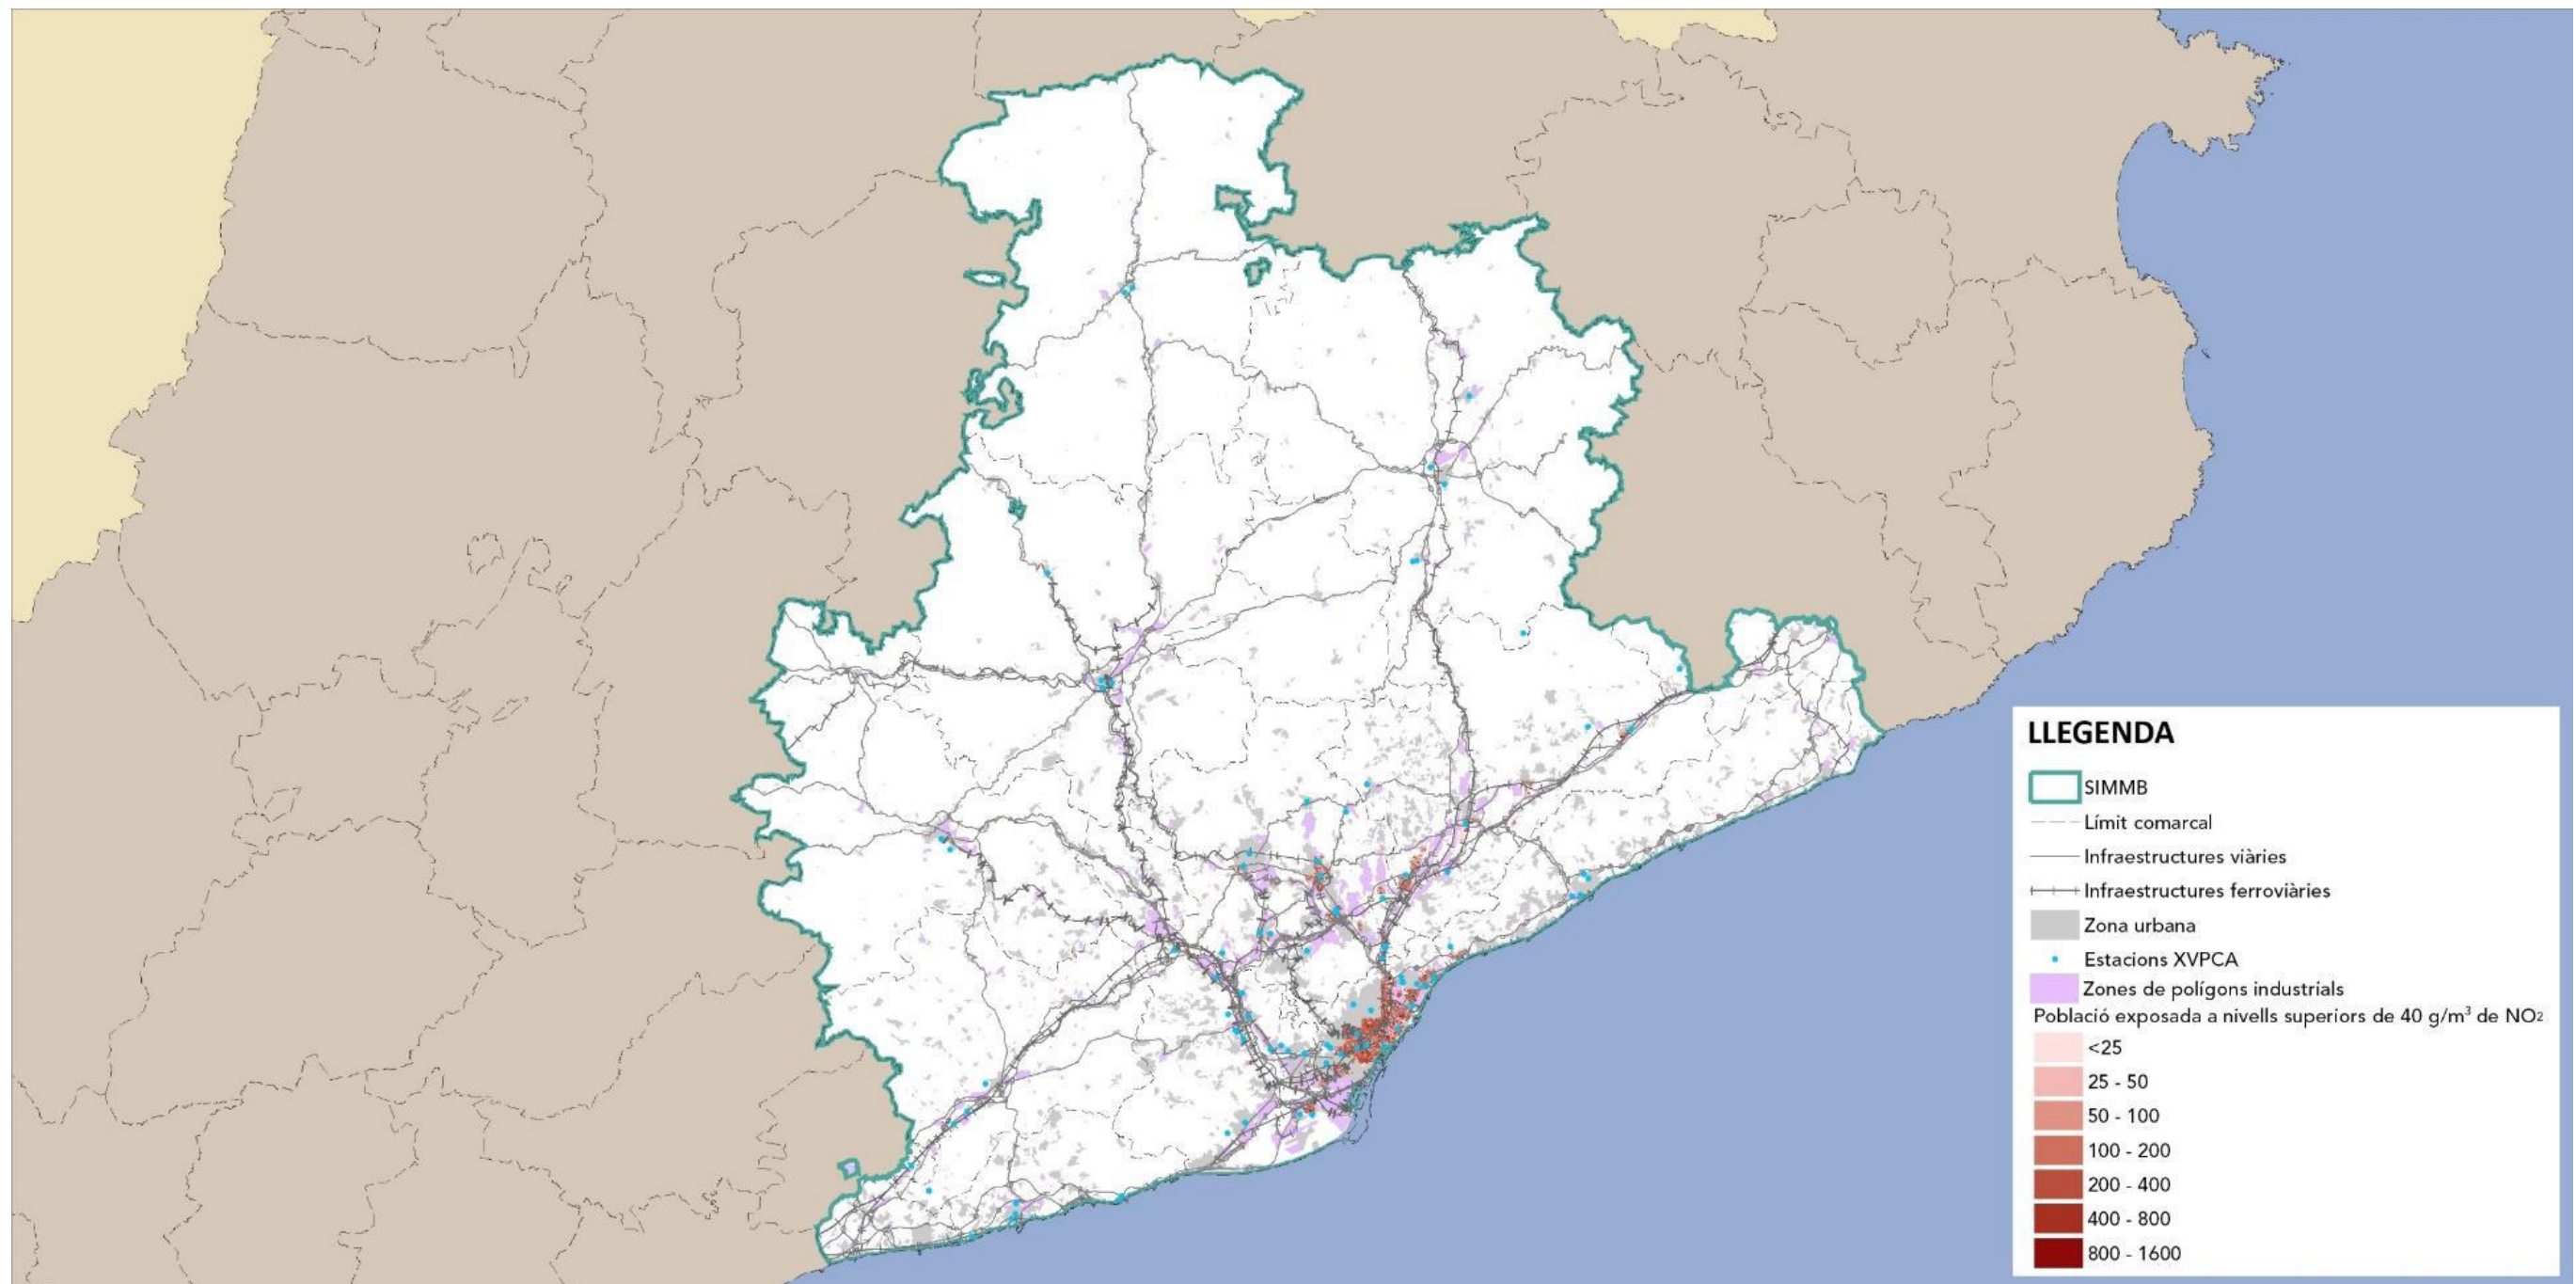 LLEGENDA
SIMMB
Límit comarcal
Infraestructures viàries
Infraestructures ferroviàries
Zona urbana
Estacions XVPCA
Zones de polígons industrials
Població exposada a nivells superiors de 40 g/m³ de NO2
<25
25 - 50
50 - 100
100 - 200
200 - 400
400 - 800
800 - 1600